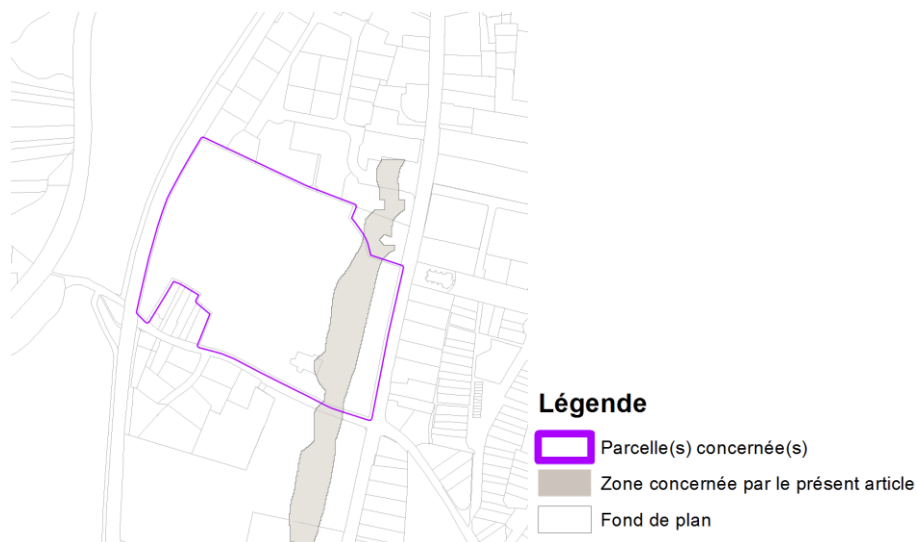 Légende
Parcelle(s) concernée(s)
Zone concernée par le présent article
Fond de plan